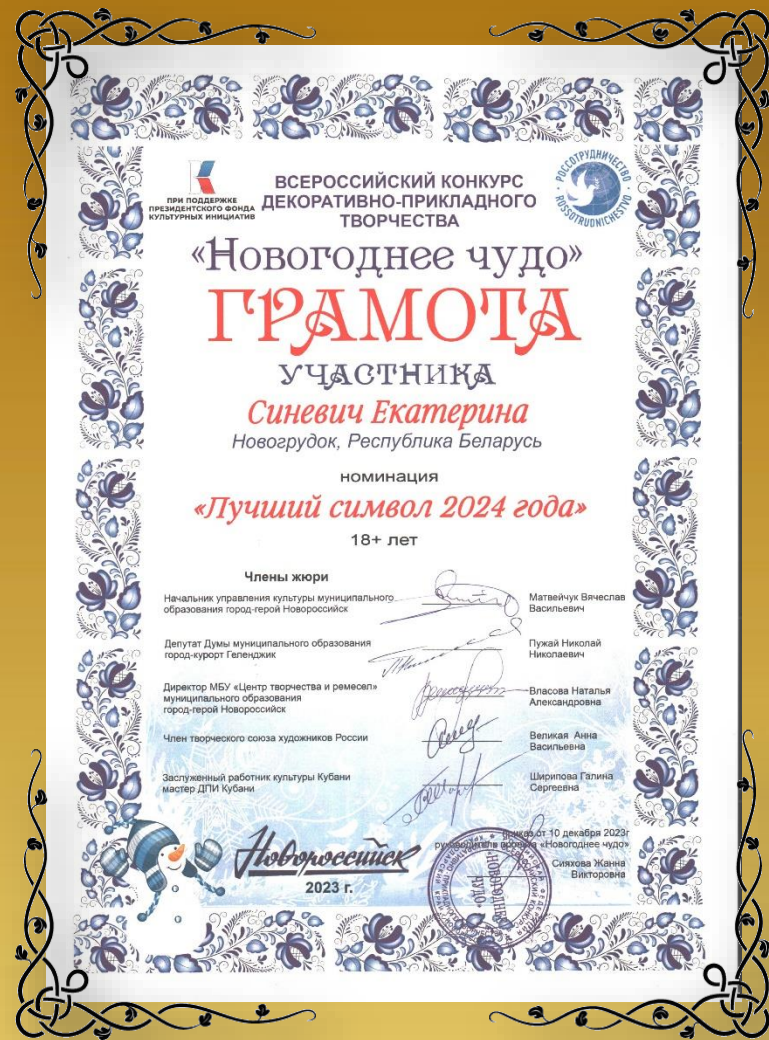 ПРИ ПОДДЕРЖКЕ
ПРЕЗИДЕНТСКОГО ФОНДА
КУЛЬТУРНЫХ ИНИЦИАТИВ
РОССОТРУДНИЧЕСТВО
ROSSOTRUDNICHESTVO
ВСЕРОССИЙСКИЙ КОНКУРС
ДЕКОРАТИВНО-ПРИКЛАДНОГО
ТВОРЧЕСТВА
«Новогоднее чудо»
ГРАМОТА
УЧАСТНИКА
Синевич Екатерина
Новогрудок, Республика Беларусь
номинация
«Лучший символ 2024 года»
18+ лет
Члены жюри
Начальник управления культуры муниципального
образования город-герой Новороссийск
Матвейчук Вячеслав
Васильевич
Депутат Думы муниципального образования
город-курорт Геленджик
Пужай Николай
Николаевич
Директор МБУ «Центр творчества и ремесел»
муниципального образования
город-герой Новороссийск
Власова Наталья
Александровна
Член творческого союза художников России
Великая Анна
Васильевна
Заслуженный работник культуры Кубани
мастер ДПИ Кубани
Ширипова Галина
Сергеевна
приказ от 10 декабря 2023г
руководитель проекта «Новогоднее чудо»
Сияхова Жанна
Викторовна
Новороссийск
2023 г.
НОВОГОДНЕЕ
ЧУДО